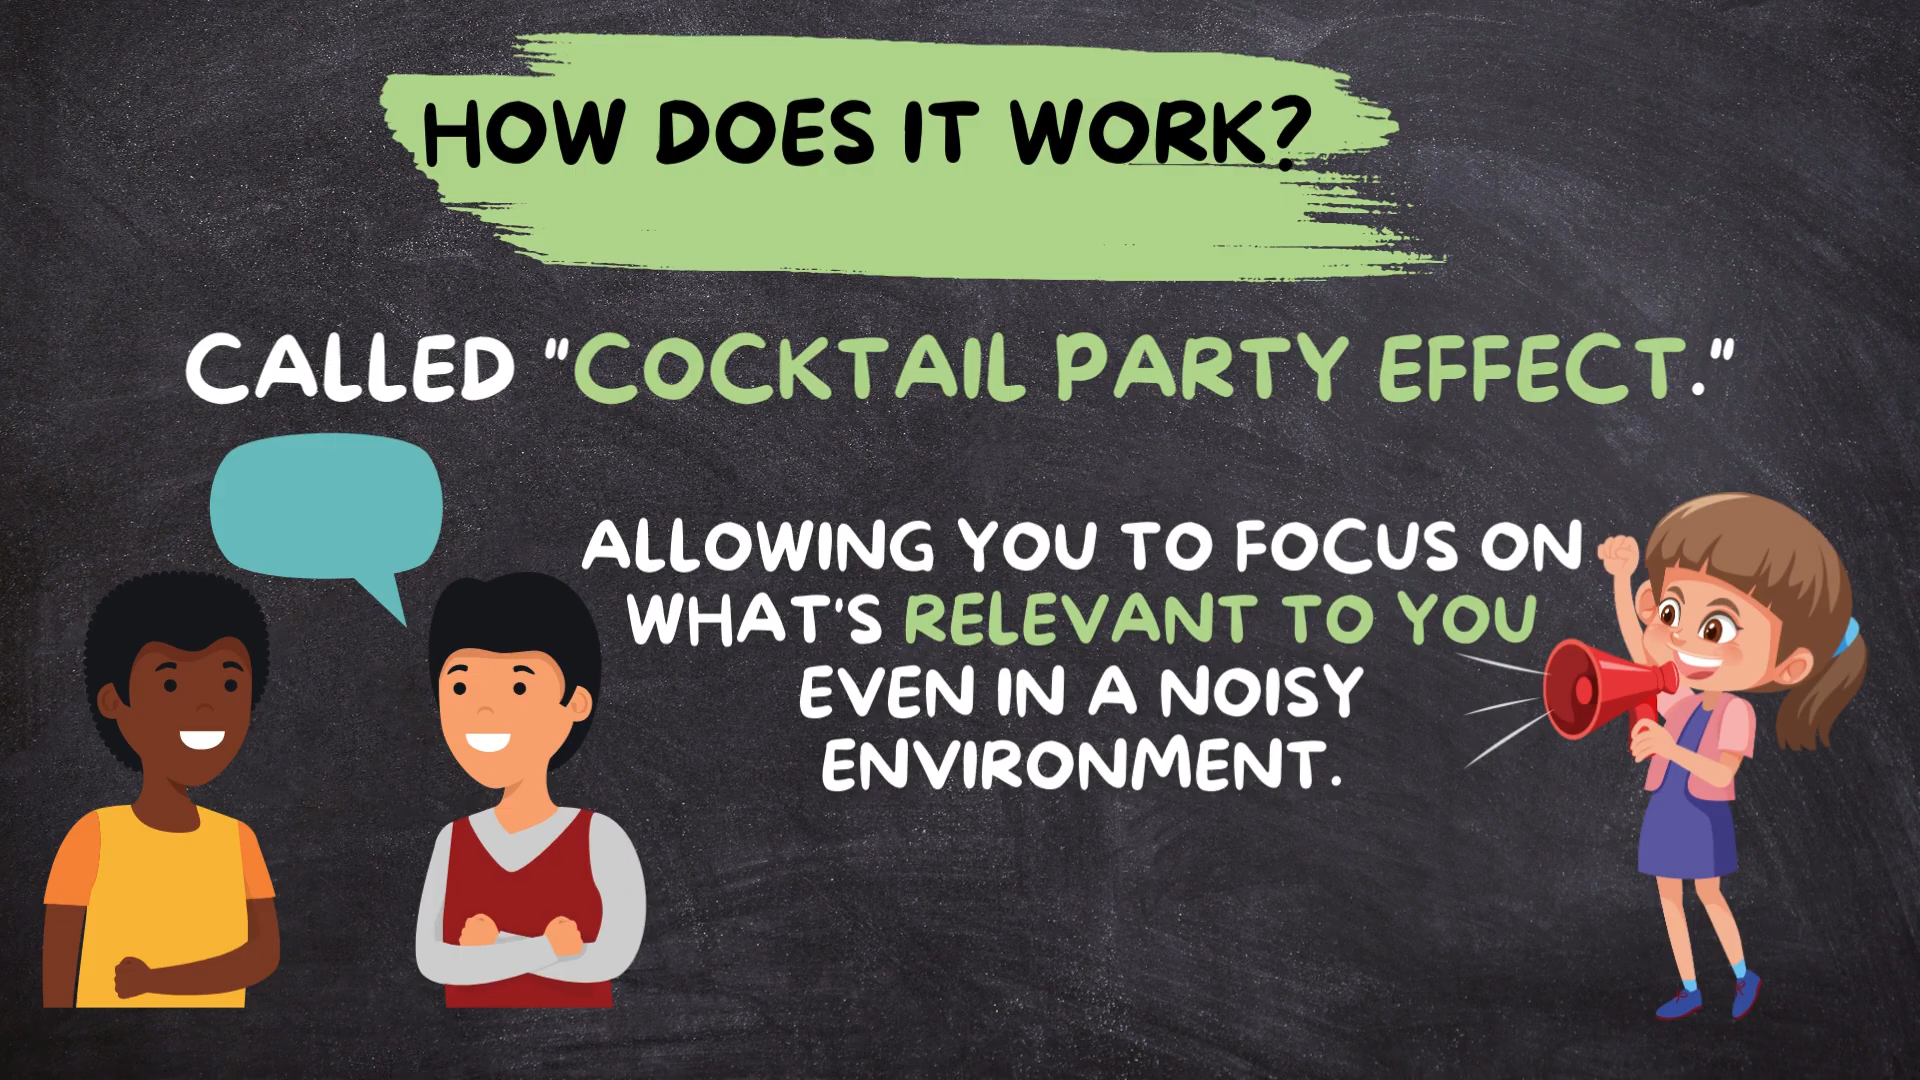 HOW DOES IT WORK?
CALLED "COCKTAIL PARTY EFFECT."
ALLOWING YOU TO FOCUS ON
WHAT'S RELEVANT TO YOU
EVEN IN A NOISY
ENVIRONMENT.